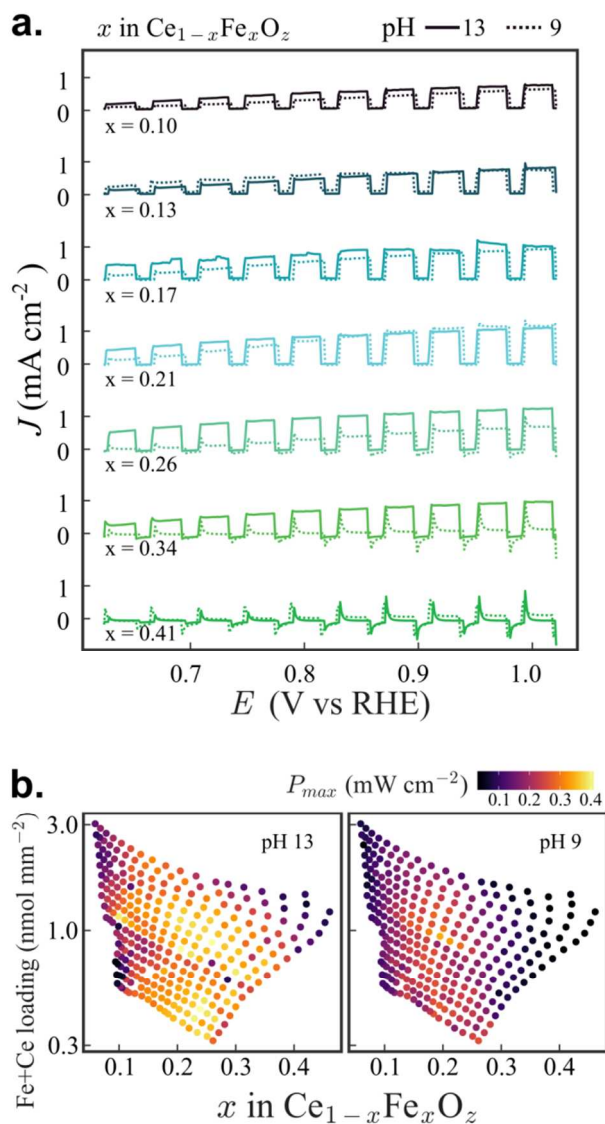 a. x in Ce₁₋ₓFeₓO_z pH 13 9
1
0
x = 0.10
1
0
x = 0.13
1
0
x = 0.17
1
0
x = 0.21
1
0
x = 0.26
1
0
x = 0.34
1
0
x = 0.41
J (mA cm⁻²)
0.7 0.8 0.9 1.0
E (V vs RHE)
b. P_max (mW cm⁻²) 0.1 0.2 0.3 0.4
Fe+Ce loading (nmol mm⁻²)
3.0
1.0
0.3
pH 13
pH 9
0.1 0.2 0.3 0.4 0.1 0.2 0.3 0.4
x in Ce₁₋ₓFeₓO_z